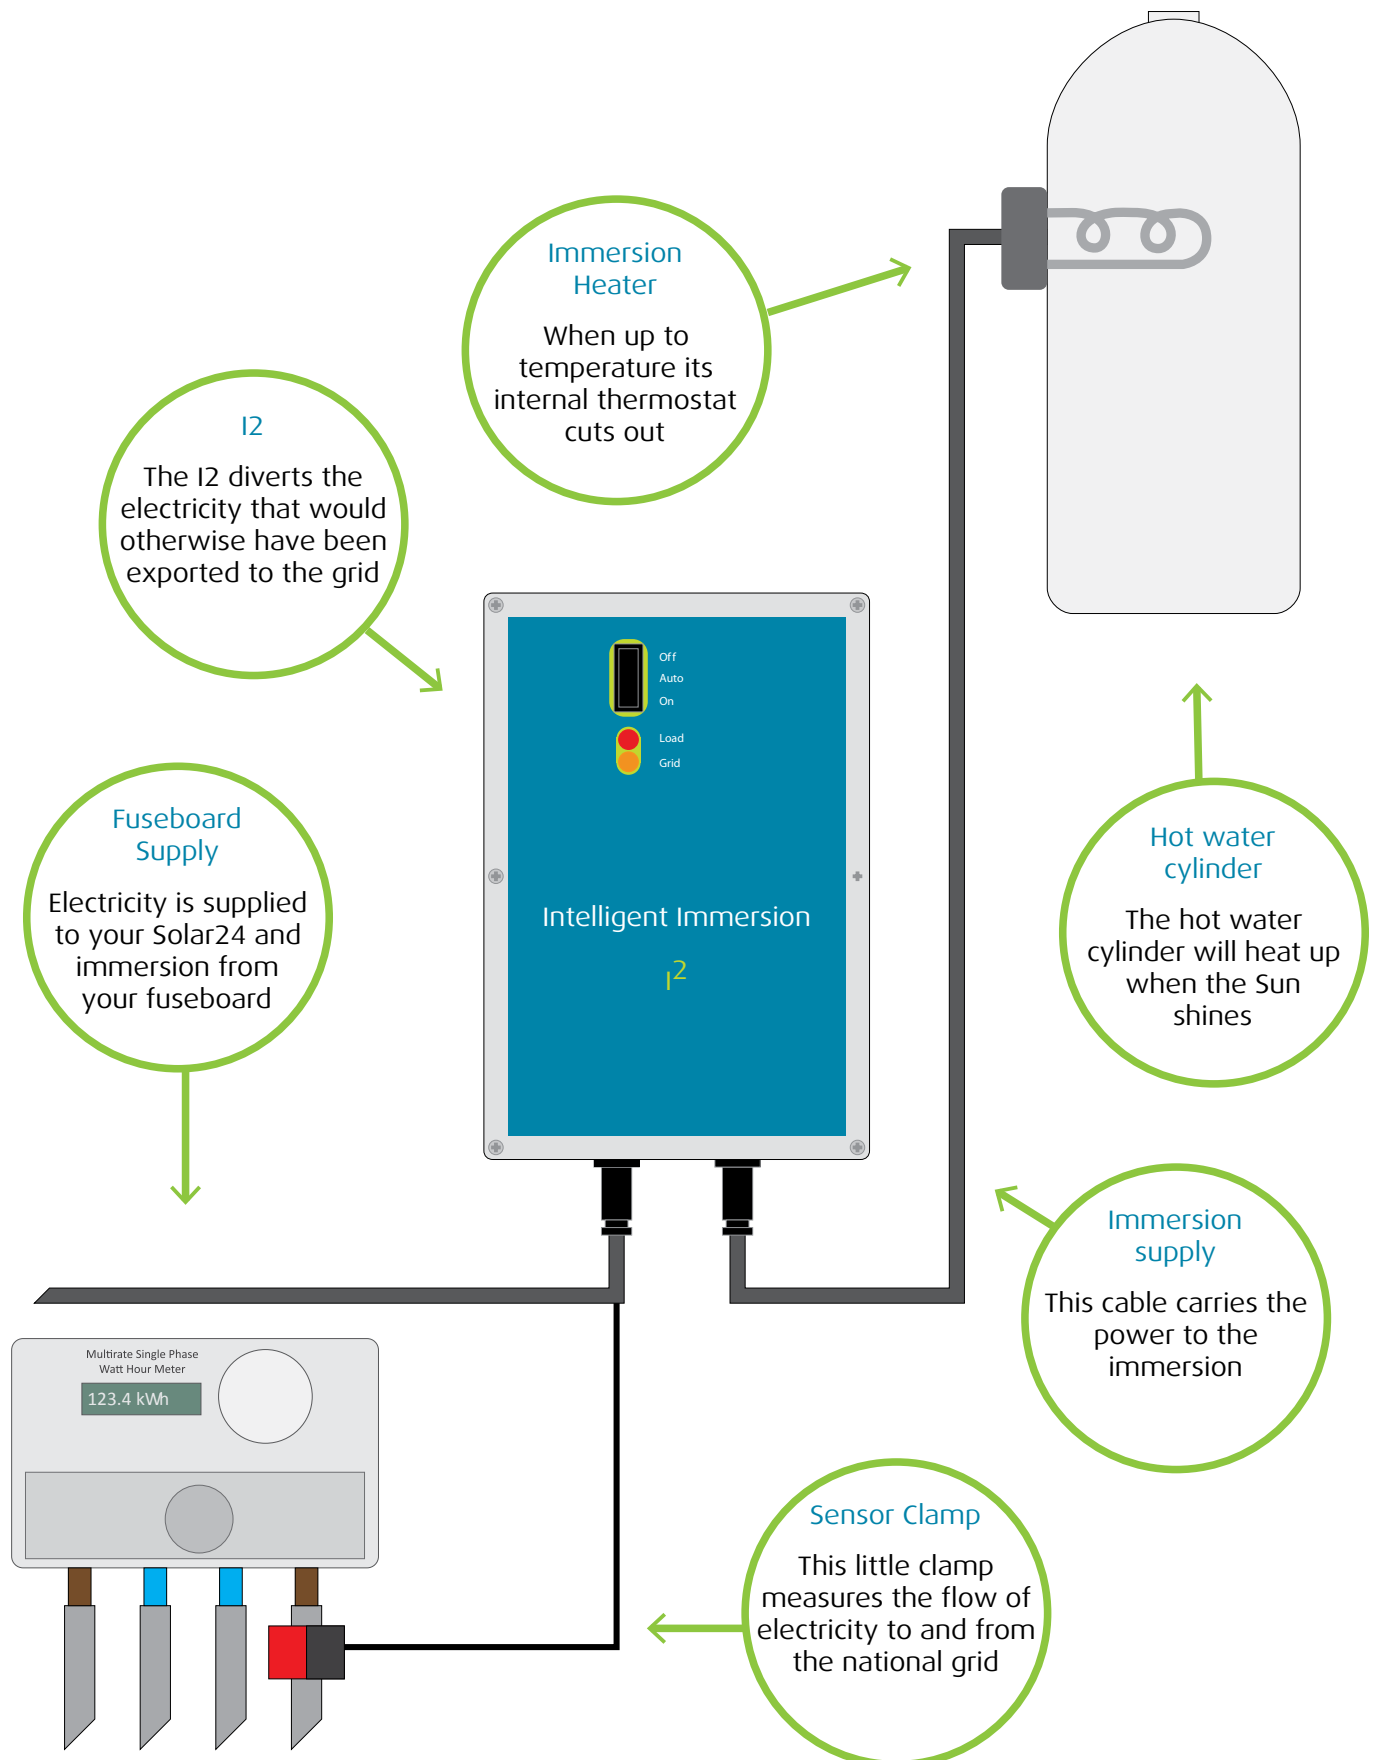 Immersion
Heater
When up to
temperature its
internal thermostat
cuts out
I2
The I2 diverts the
electricity that would
otherwise have been
exported to the grid
Off
Auto
On
Load
Grid
Fuseboard
Supply
Electricity is supplied
to your Solar24 and
immersion from
your fuseboard
Intelligent Immersion
I2
Hot water
cylinder
The hot water
cylinder will heat up
when the Sun
shines
Immersion
supply
This cable carries the
power to the
immersion
Multirate Single Phase
Watt Hour Meter
123.4 kWh
Sensor Clamp
This little clamp
measures the flow of
electricity to and from
the national grid